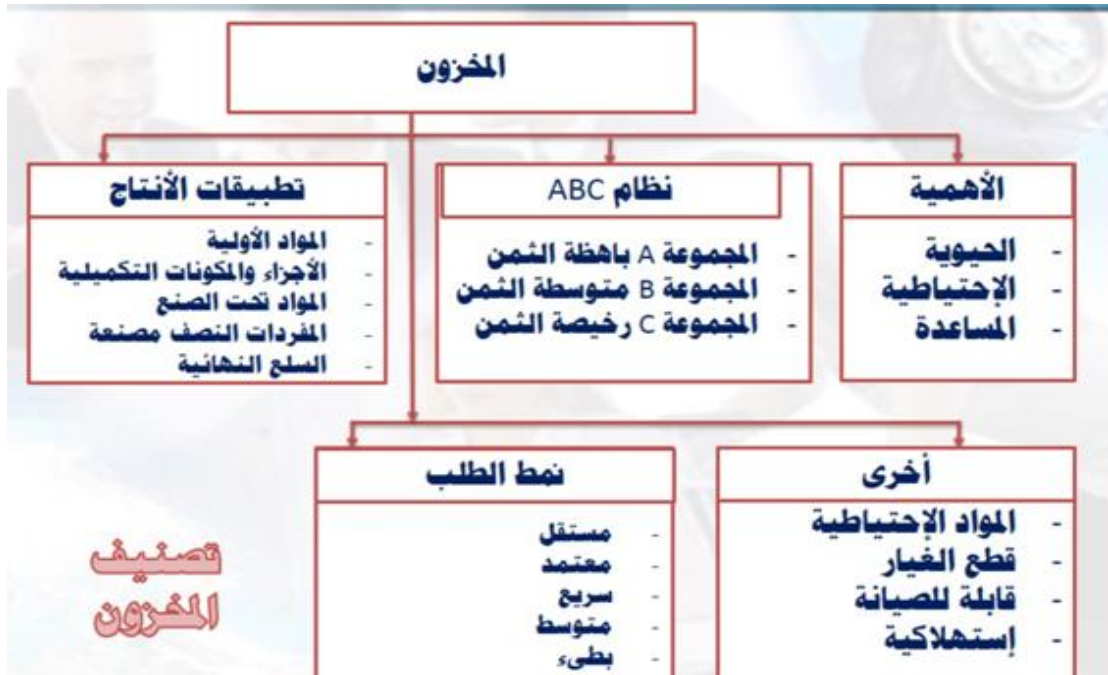 المخزون
الأهمية
- الحيوية
- الإحتياطية
- المساعدة
نظام ABC
- المجموعة A باهظة الثمن
- المجموعة B متوسطة الثمن
- المجموعة C رخيصة الثمن
تطبيقات الأنتاج
- المواد الأولية
- الأجزاء والمكونات التكميلية
- المواد تحت الصنع
- المفردات النصف مصنعة
- السلع النهائية
أخرى
- المواد الإحتياطية
- قطع الغيار
- قابلة للصيانة
- إستهلاكية
نمط الطلب
- مستقل
- معتمد
- سريع
- متوسط
- بطىء
تصنيف
المخزون